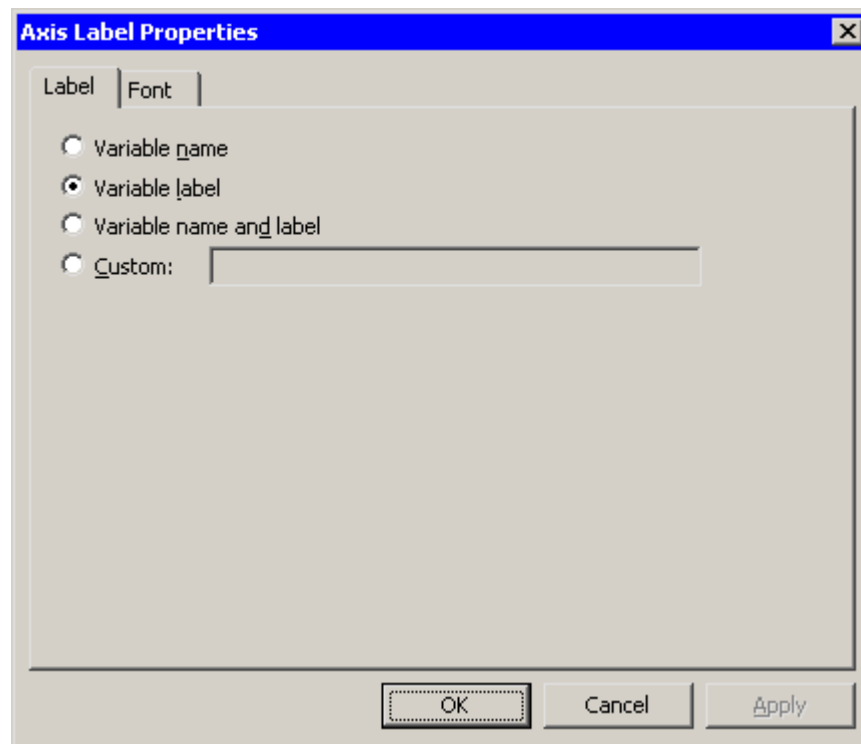 Axis Label Properties
Label Font
Variable name
Variable label
Variable name and label
Custom:
OK Cancel Apply